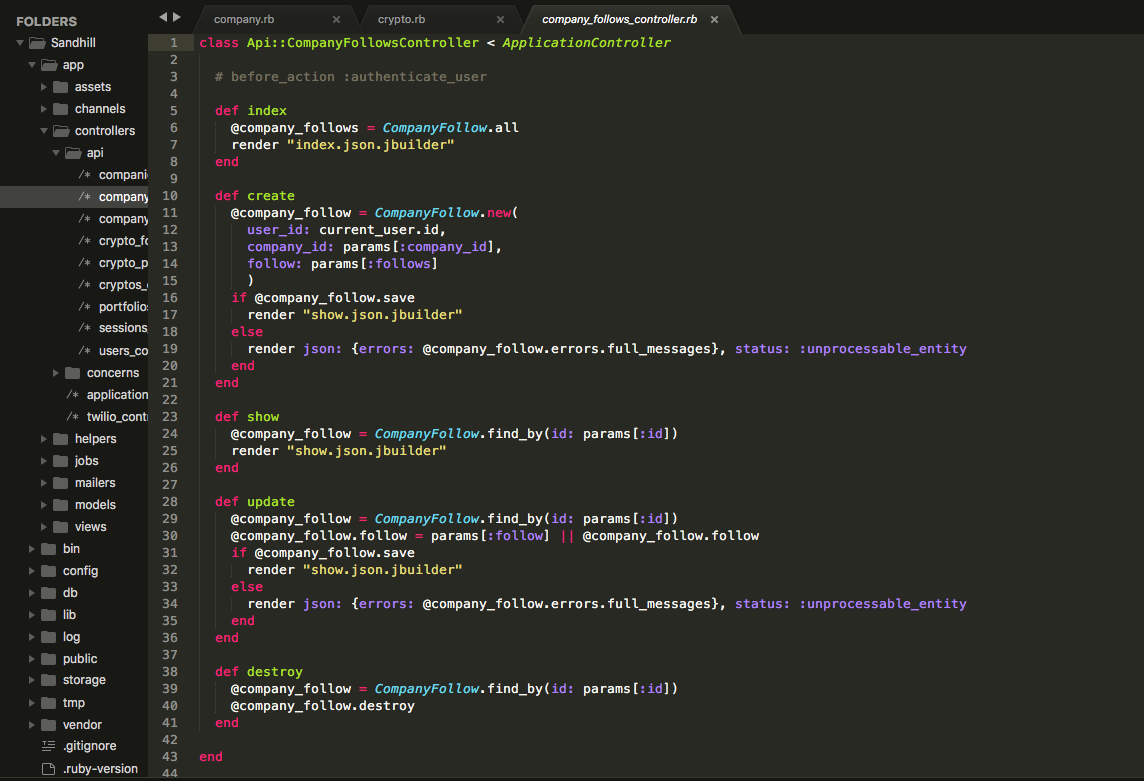 FOLDERS
Sandhill
app
assets
channels
controllers
api
/* compani
/* company
/* company
/* crypto_fo
/* crypto_p
/* cryptos_
/* portfolios
/* sessions
/* users_co
concerns
/* application
/* twilio_cont
helpers
jobs
mailers
models
views
bin
config
db
lib
log
public
storage
tmp
vendor
.gitignore
.ruby-version
company.rb × crypto.rb × company_follows_controller.rb ×
1 class Api::CompanyFollowsController < ApplicationController
2
3 # before_action :authenticate_user
4
5 def index
6 @company_follows = CompanyFollow.all
7 render "index.json.jbuilder"
8 end
9
10 def create
11 @company_follow = CompanyFollow.new(
12 user_id: current_user.id,
13 company_id: params[:company_id],
14 follow: params[:follows]
15 )
16 if @company_follow.save
17 render "show.json.jbuilder"
18 else
19 render json: {errors: @company_follow.errors.full_messages}, status: :unprocessable_entity
20 end
21 end
22
23 def show
24 @company_follow = CompanyFollow.find_by(id: params[:id])
25 render "show.json.jbuilder"
26 end
27
28 def update
29 @company_follow = CompanyFollow.find_by(id: params[:id])
30 @company_follow.follow = params[:follow] || @company_follow.follow
31 if @company_follow.save
32 render "show.json.jbuilder"
33 else
34 render json: {errors: @company_follow.errors.full_messages}, status: :unprocessable_entity
35 end
36 end
37
38 def destroy
39 @company_follow = CompanyFollow.find_by(id: params[:id])
40 @company_follow.destroy
41 end
42
43 end
44